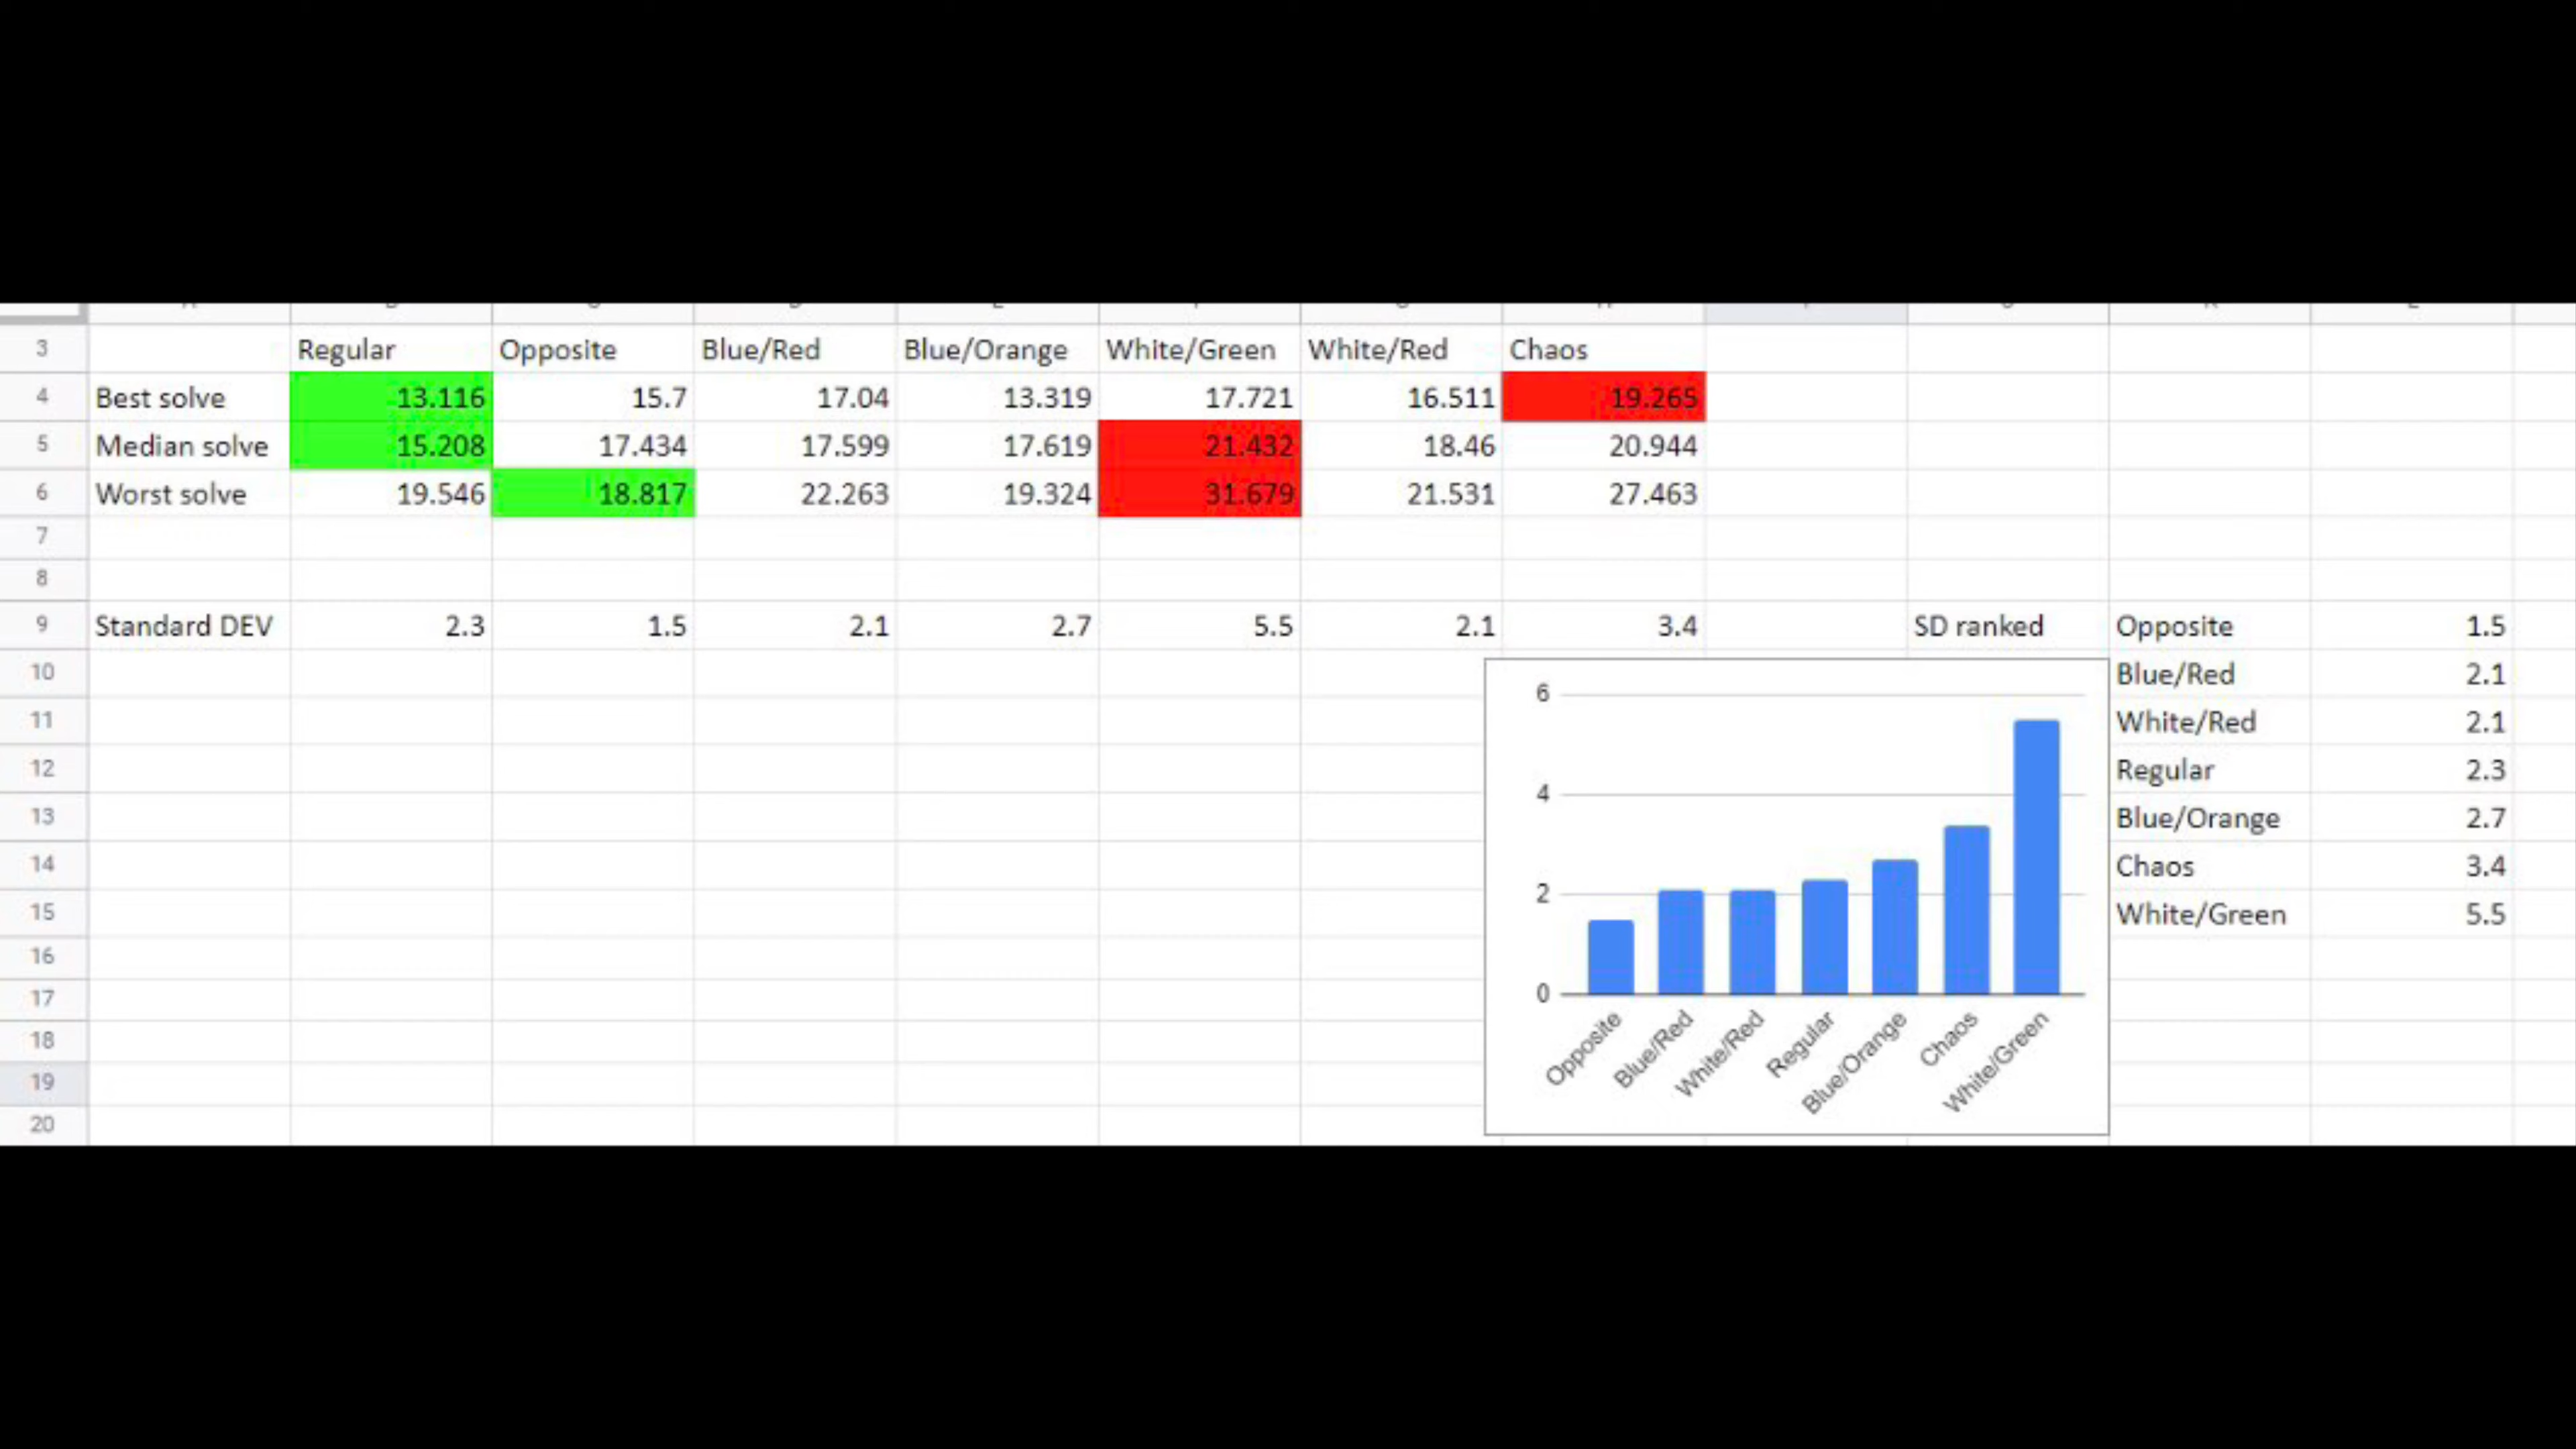 3 Regular Opposite Blue/Red Blue/Orange White/Green White/Red Chaos
4 Best solve 13.116 15.7 17.04 13.319 17.721 16.511 19.265
5 Median solve 15.208 17.434 17.599 17.619 21.432 18.46 20.944
6 Worst solve 19.546 18.817 22.263 19.324 31.679 21.531 27.463
7
8
9 Standard DEV 2.3 1.5 2.1 2.7 5.5 2.1 3.4 SD ranked Opposite 1.5
10 Blue/Red 2.1
11 White/Red 2.1
12 Regular 2.3
13 Blue/Orange 2.7
14 Chaos 3.4
15 White/Green 5.5
16
17
18
19
20
6
4
2
0
Opposite
Blue/Red
White/Red
Regular
Blue/Orange
Chaos
White/Green